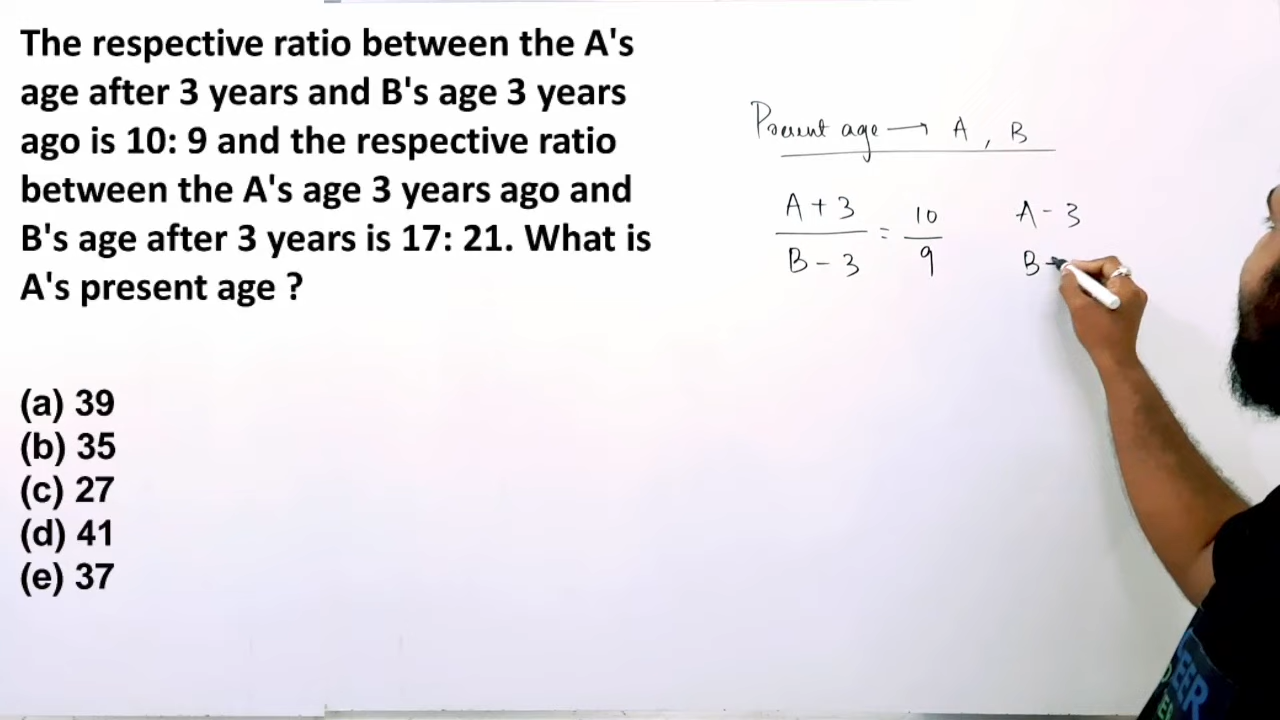 The respective ratio between the A's
age after 3 years and B's age 3 years
ago is 10: 9 and the respective ratio
between the A's age 3 years ago and
B's age after 3 years is 17: 21. What is
A's present age ?
(a) 39
(b) 35
(c) 27
(d) 41
(e) 37
Present age → A , B
A + 3
B - 3
=
10
9
A - 3
B
EER